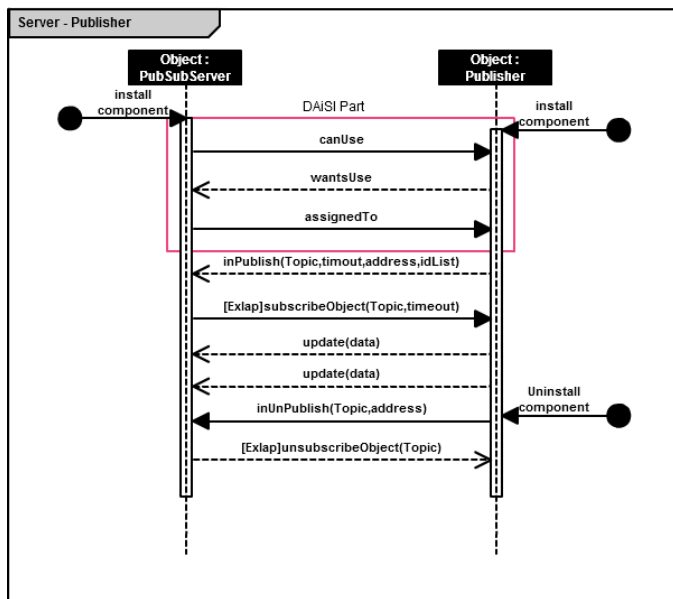 Server - Publisher
Object :
PubSubServer
Object :
Publisher
install
component
DAiSI Part
install
component
canUse
wantsUse
assignedTo
inPublish(Topic,timout,address,idList)
[Exlap]subscribeObject(Topic,timeout)
update(data)
update(data)
Uninstall
component
inUnPublish(Topic,address)
[Exlap]unsubscribeObject(Topic)